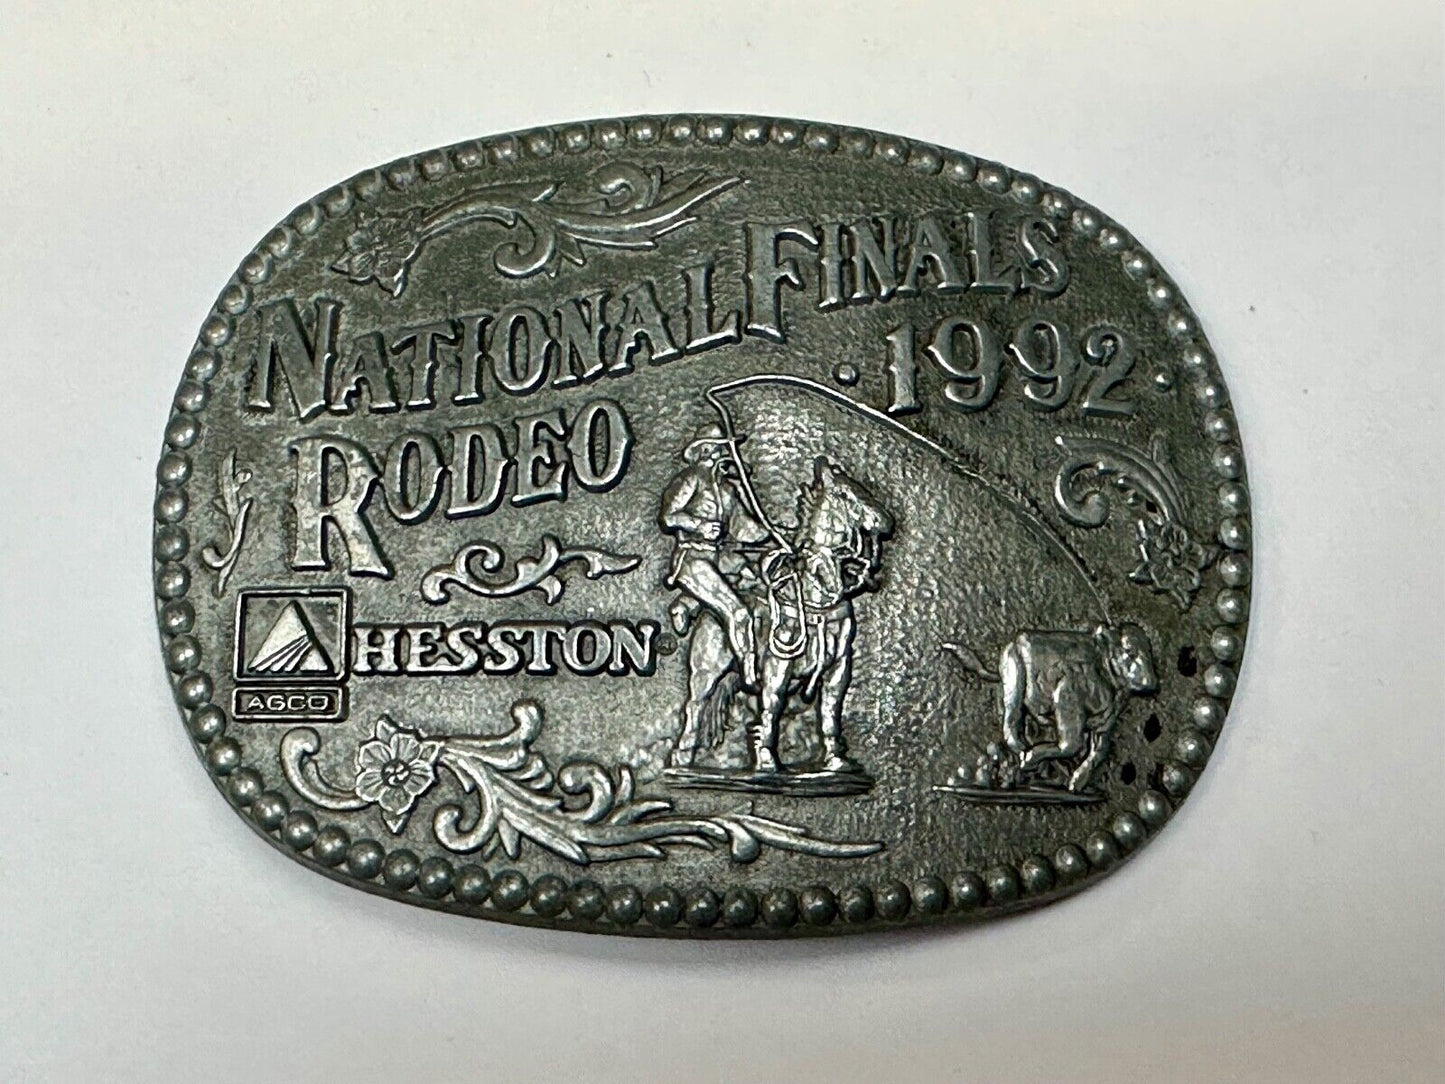 NATIONAL FINALS
RODEO
· 1992 ·
HESSTON®
AGCO